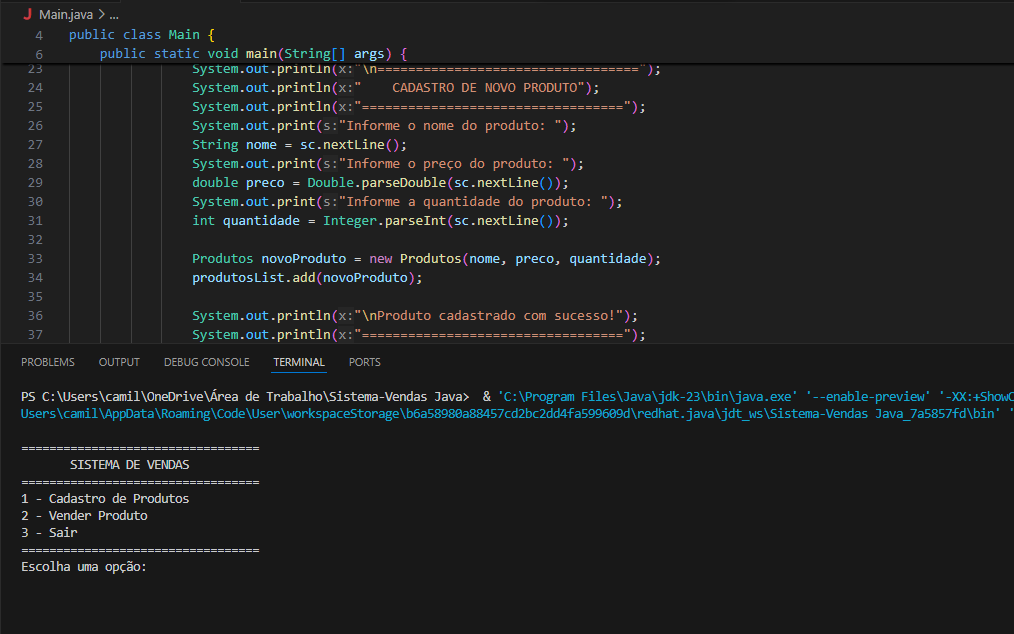 J Main.java > ...
4 public class Main {
6 public static void main(String[] args) {
23 System.out.println(x:"\n==================================");
24 System.out.println(x:"    CADASTRO DE NOVO PRODUTO");
25 System.out.println(x:"==================================");
26 System.out.print(s:"Informe o nome do produto: ");
27 String nome = sc.nextLine();
28 System.out.print(s:"Informe o preço do produto: ");
29 double preco = Double.parseDouble(sc.nextLine());
30 System.out.print(s:"Informe a quantidade do produto: ");
31 int quantidade = Integer.parseInt(sc.nextLine());
32
33 Produtos novoProduto = new Produtos(nome, preco, quantidade);
34 produtosList.add(novoProduto);
35
36 System.out.println(x:"\nProduto cadastrado com sucesso!");
37 System.out.println(x:"==================================");
PROBLEMS OUTPUT DEBUG CONSOLE TERMINAL PORTS
PS C:\Users\camil\OneDrive\Área de Trabalho\Sistema-Vendas Java> & 'C:\Program Files\Java\jdk-23\bin\java.exe' '--enable-preview' '-XX:+ShowC
Users\camil\AppData\Roaming\Code\User\workspaceStorage\b6a58980a88457cd2bc2dd4fa599609d\redhat.java\jdt_ws\Sistema-Vendas Java_7a5857fd\bin' '
==================================
SISTEMA DE VENDAS
==================================
1 - Cadastro de Produtos
2 - Vender Produto
3 - Sair
==================================
Escolha uma opção: